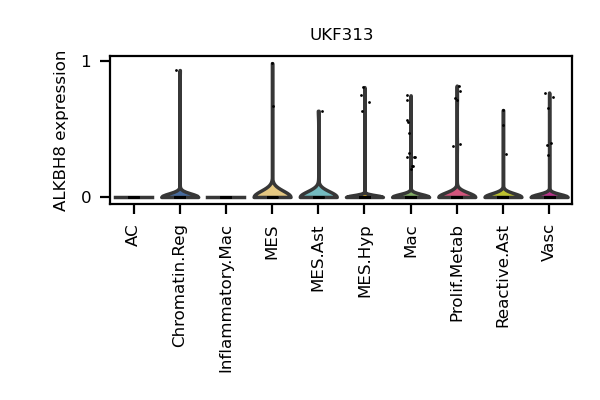 UKF313
ALKBH8 expression
1
0
AC
Chromatin.Reg
Inflammatory.Mac
MES
MES.Ast
MES.Hyp
Mac
Prolif.Metab
Reactive.Ast
Vasc